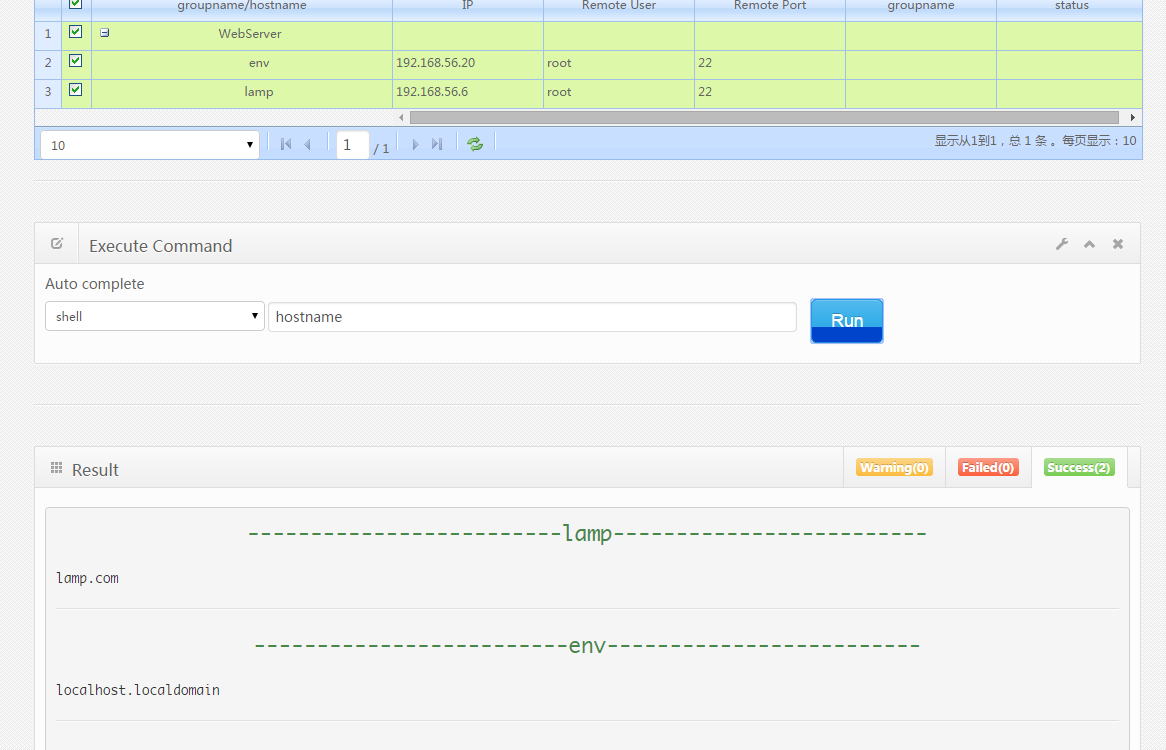 groupname/hostname IP Remote User Remote Port groupname status
1 WebServer
2 env 192.168.56.20 root 22
3 lamp 192.168.56.6 root 22
10 1 / 1 显示从1到1，总 1 条 。每页显示：10
Execute Command
Auto complete
shell hostname Run
Result Warning(0) Failed(0) Success(2)
-------------------------lamp-------------------------
lamp.com
-------------------------env-------------------------
localhost.localdomain